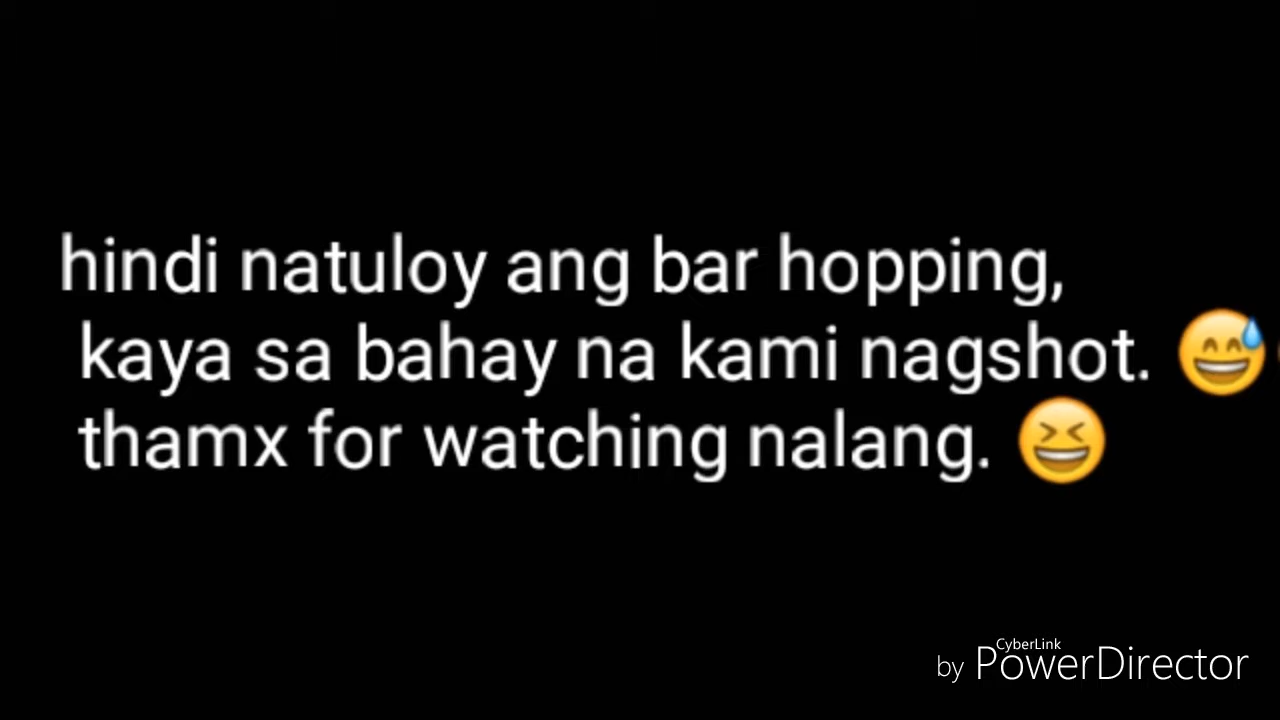 hindi natuloy ang bar hopping,
kaya sa bahay na kami nagshot. 😅
thamx for watching nalang. 😆
by CyberLink PowerDirector